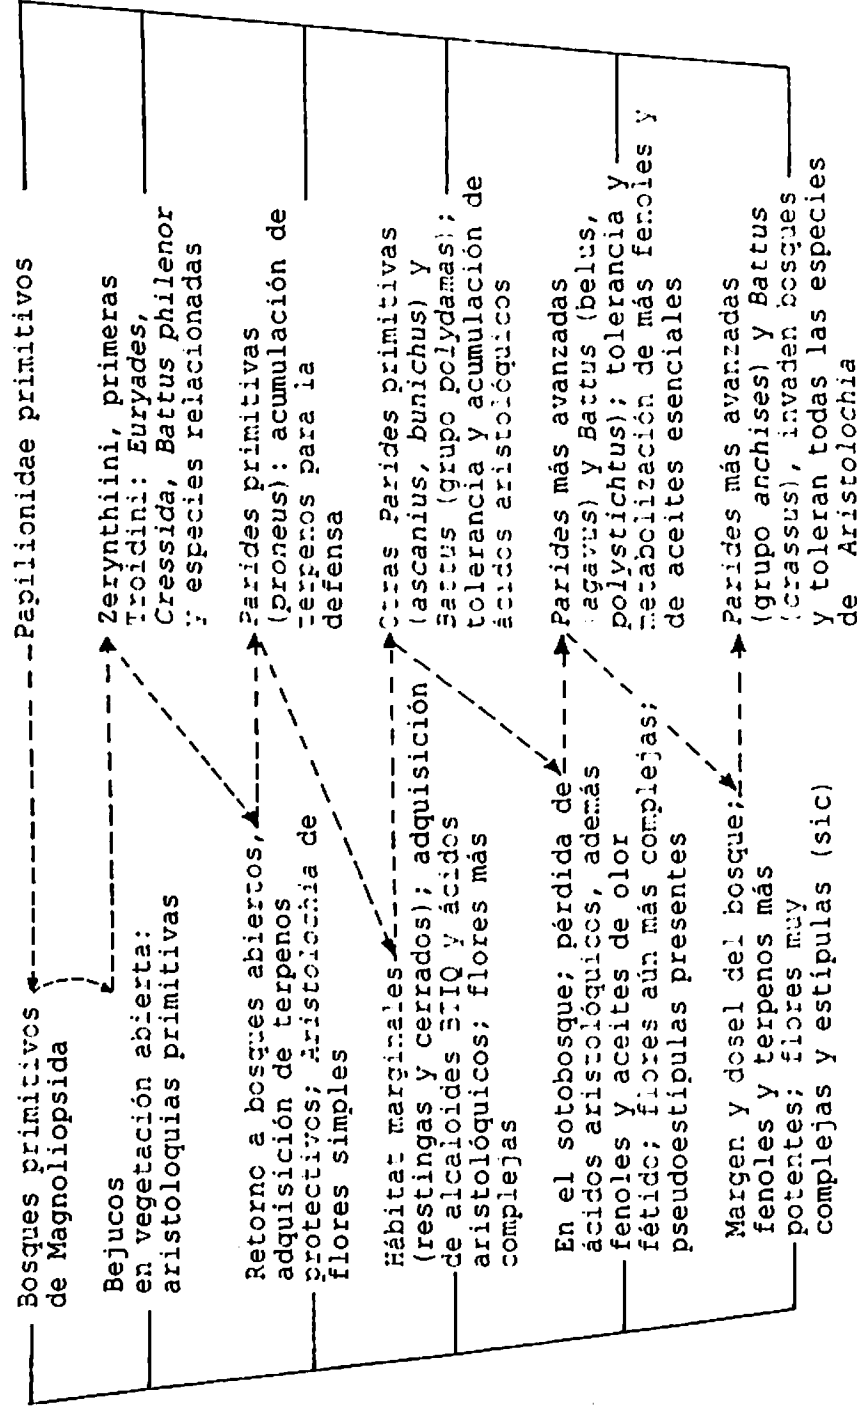 Bosques primitivos
de Magnoliopsida
Bejucos
en vegetación abierta:
aristoloquias primitivas
Retorno a bosques abiertos,
adquisición de terpenos
protectivos; Aristolochia de
flores simples
Hábitat marginales
(restingas y cerrados); adquisición
de alcaloides BTIQ y ácidos
aristolóquicos; flores más
complejas
En el sotobosque; pérdida de
ácidos aristolóquicos, además
fenoles y aceites de olor
fétido; flores aún más complejas;
pseudoestípulas presentes
Margen y dosel del bosque;
fenoles y terpenos más
potentes; flores muy
complejas y estípulas (sic)
Papilionidae primitivos
Zerynthiini, primeras
Troidini: Euryades,
Cressida, Battus philenor
y especies relacionadas
Parides primitivas
(proneus): acumulación de
terpenos para la
defensa
Otras Parides primitivas
(ascanius, bunichus) y
Battus (grupo polydamas);
tolerancia y acumulación de
ácidos aristolóquicos
Parides más avanzadas
(agavus) y Battus (belus,
polystichtus); tolerancia y
metabolización de más fenoles y
de aceites esenciales
Parides más avanzadas
(grupo anchises) y Battus
(crassus), invaden bosques
y toleran todas las especies
de Aristolochia